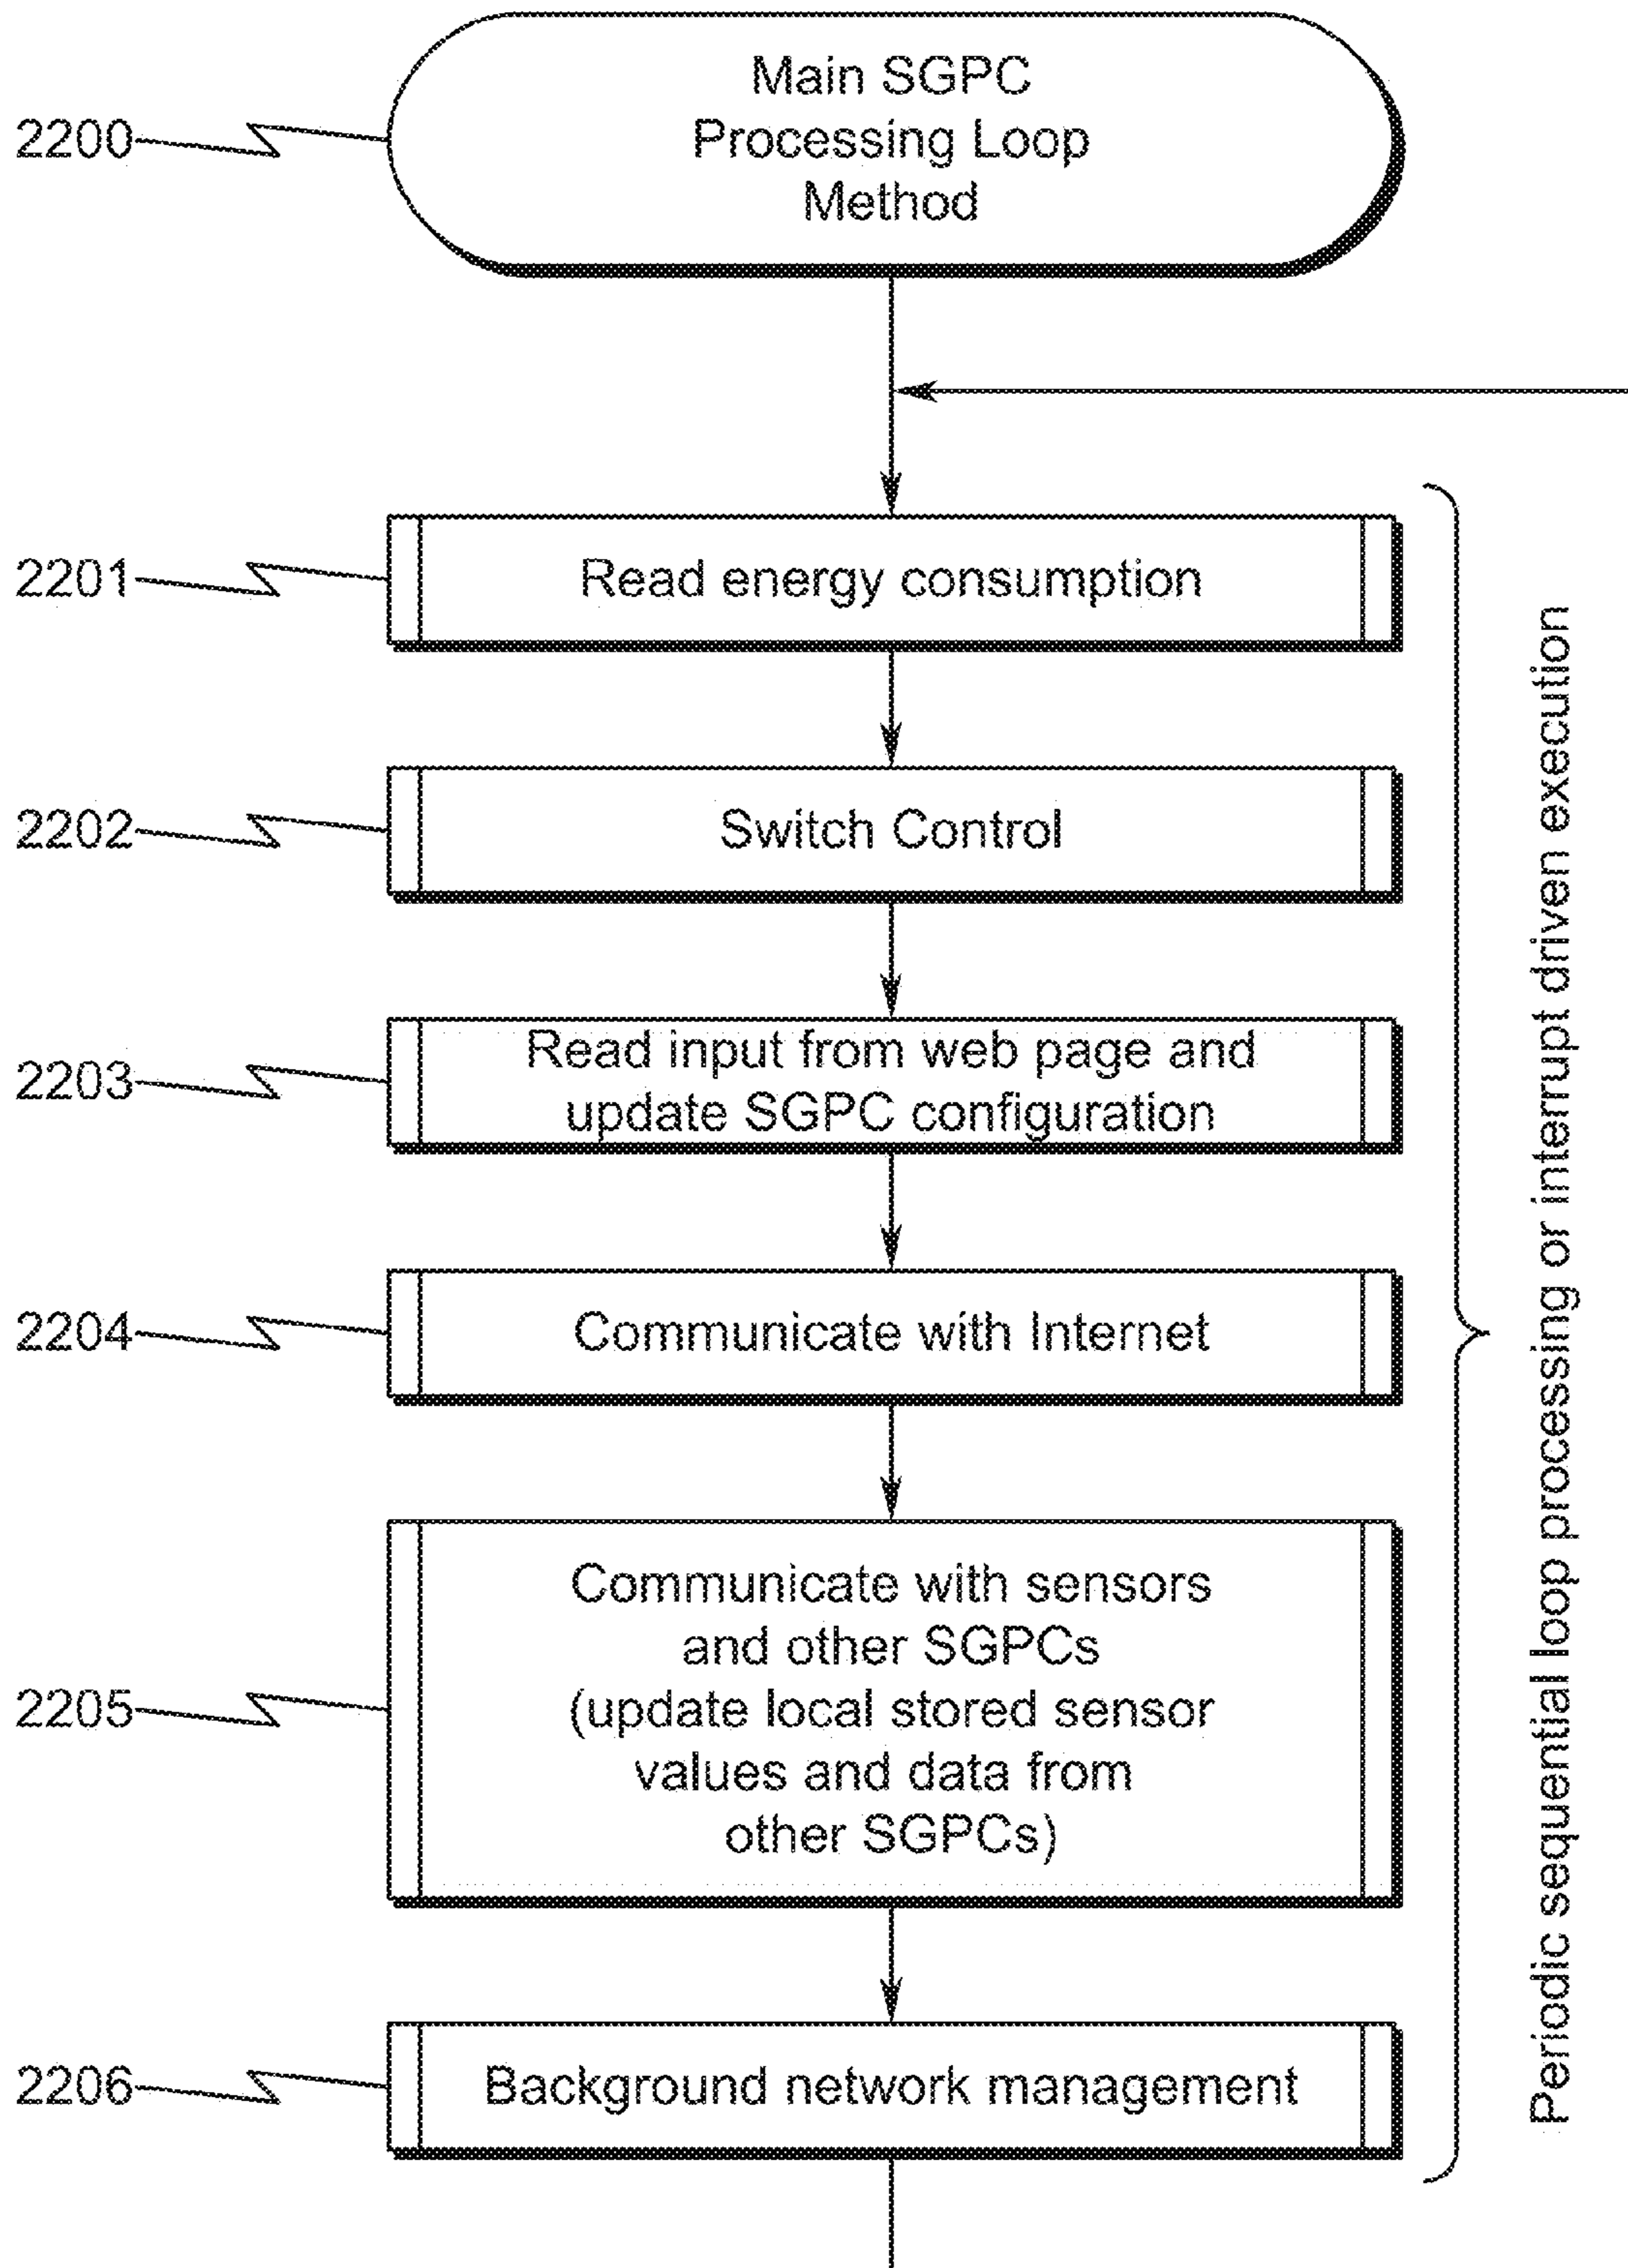 Main SGPC
Processing Loop
Method
2200
2201
Read energy consumption
2202
Switch Control
2203
Read input from web page and
update SGPC configuration
2204
Communicate with Internet
2205
Communicate with sensors
and other SGPCs
(update local stored sensor
values and data from
other SGPCs)
2206
Background network management
Periodic sequential loop processing or interrupt driven execution